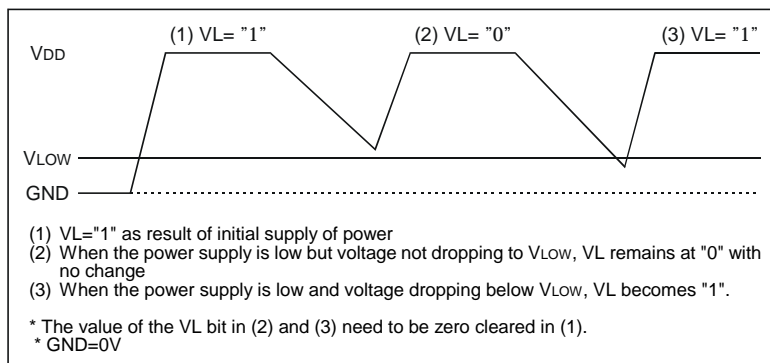 (1) VL= "1"
(2) VL= "0"
(3) VL= "1"
VDD
VLOW
GND
(1) VL="1" as result of initial supply of power
(2) When the power supply is low but voltage not dropping to VLOW, VL remains at "0" with
no change
(3) When the power supply is low and voltage dropping below VLOW, VL becomes "1".
* The value of the VL bit in (2) and (3) need to be zero cleared in (1).
* GND=0V